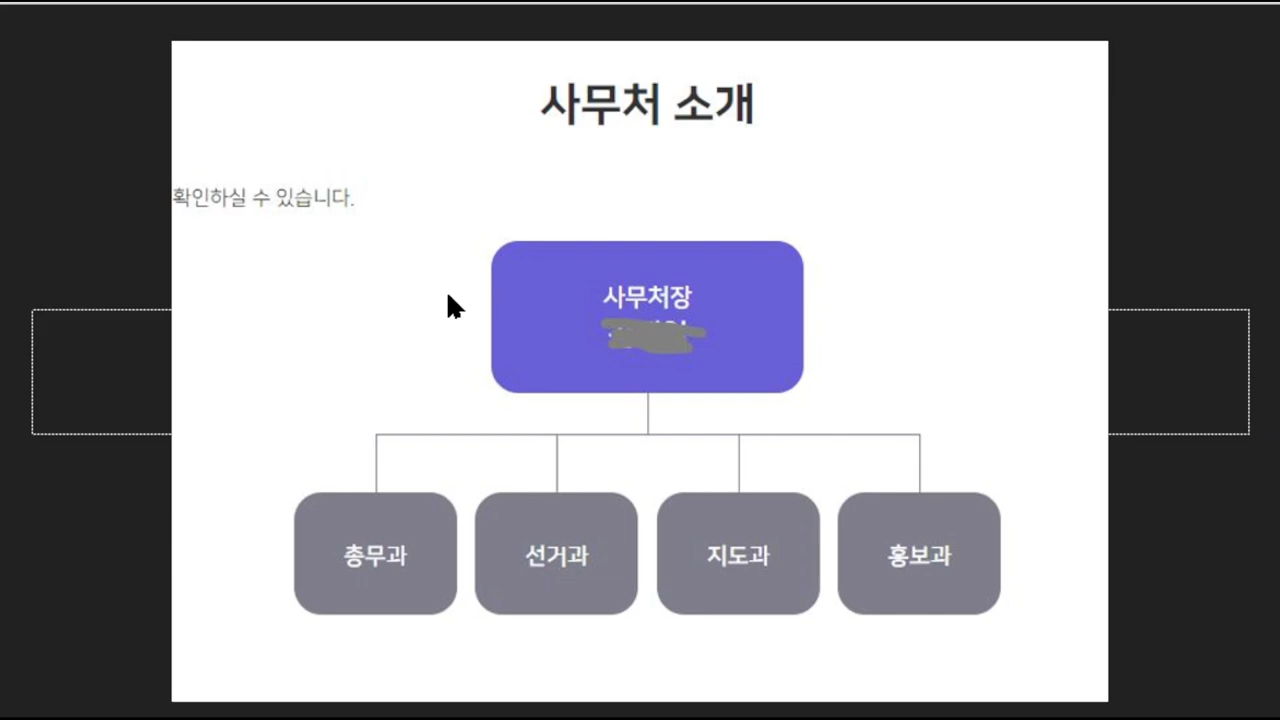 사무처 소개
확인하실 수 있습니다.
사무처장
총무과
선거과
지도과
홍보과